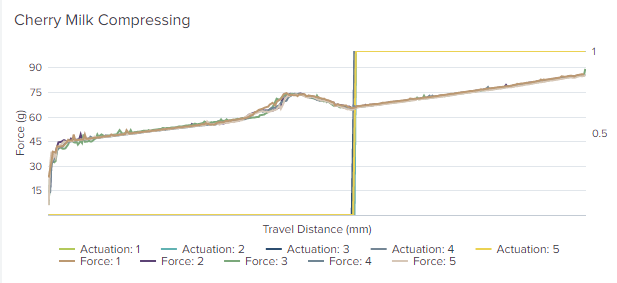 Cherry Milk Compressing
1
90
75
60
0.5
45
30
15
Force (g)
Travel Distance (mm)
Actuation: 1 Actuation: 2 Actuation: 3 Actuation: 4 Actuation: 5
Force: 1 Force: 2 Force: 3 Force: 4 Force: 5